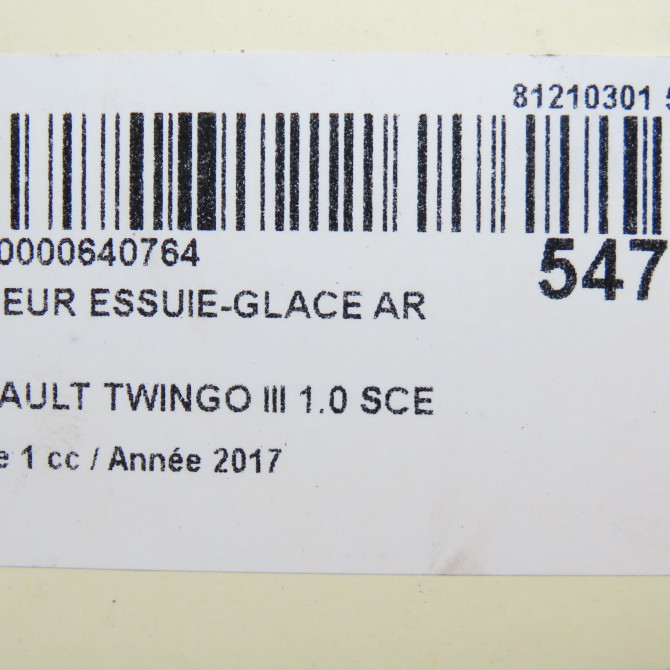 81210301 5
0000640764
547
EUR ESSUIE-GLACE AR
AULT TWINGO III 1.0 SCE
e 1 cc / Année 2017